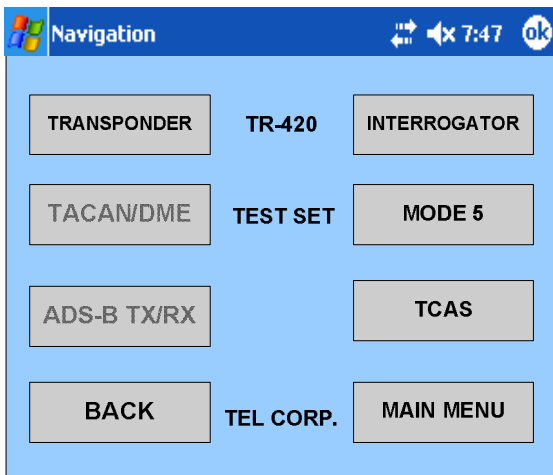 Navigation 7:47 ok
TRANSPONDER TR-420 INTERROGATOR
TACAN/DME TEST SET MODE 5
ADS-B TX/RX TCAS
BACK TEL CORP. MAIN MENU